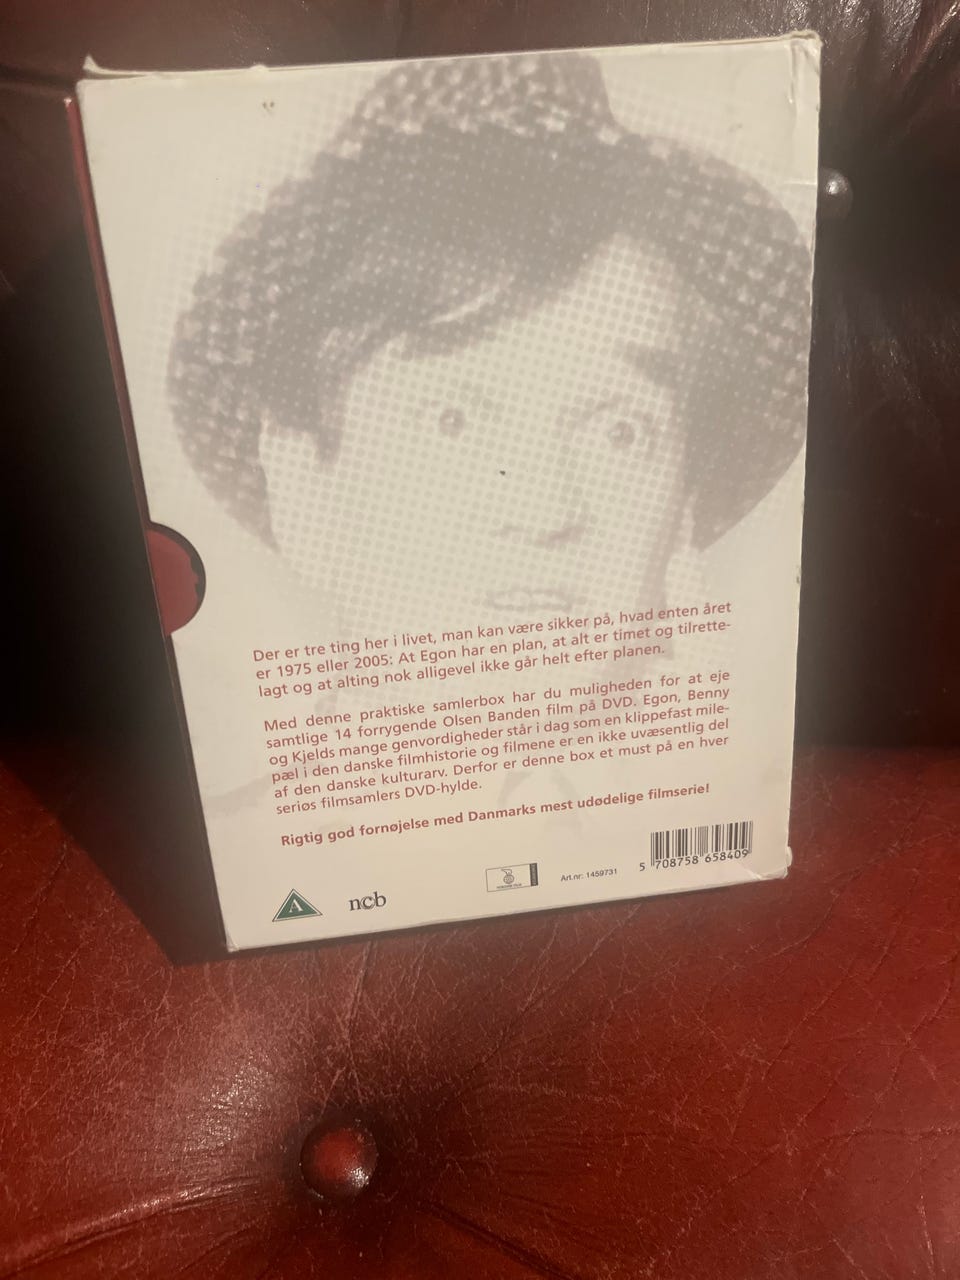 Der er tre ting her i livet, man kan være sikker på, hvad enten året
er 1975 eller 2005: At Egon har en plan, at alt er timet og tilrette-
lagt og at alting nok alligevel ikke går helt efter planen.
Med denne praktiske samlerbox har du muligheden for at eje
samtlige 14 forrygende Olsen Banden film på DVD. Egon, Benny
og Kjelds mange genvordigheder står i dag som en klippefast mile-
pæl i den danske filmhistorie og filmene er en ikke uvæsentlig del
af den danske kulturarv. Derfor er denne box et must på en hver
seriøs filmsamlers DVD-hylde.
Rigtig god fornøjelse med Danmarks mest udødelige filmserie!
A
ncb
Art.nr: 1459731
5 708758 658409